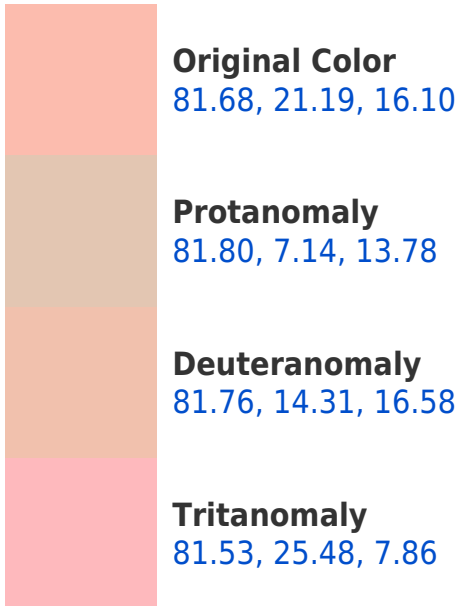 Original Color
81.68, 21.19, 16.10
Protanomaly
81.80, 7.14, 13.78
Deuteranomaly
81.76, 14.31, 16.58
Tritanomaly
81.53, 25.48, 7.86